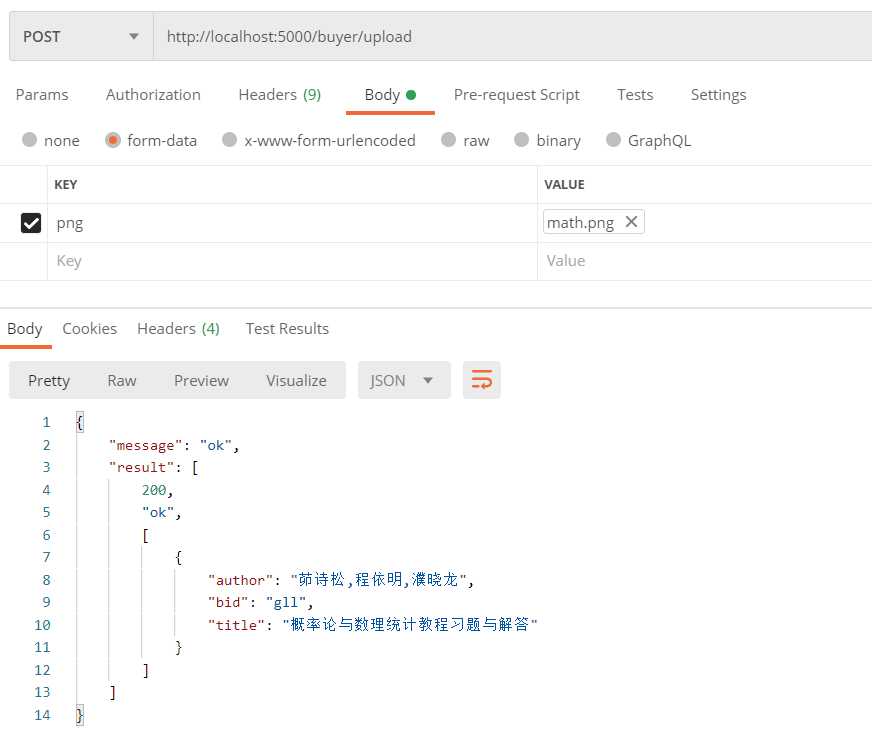 POST http://localhost:5000/buyer/upload
Params Authorization Headers (9) Body Pre-request Script Tests Settings
none form-data x-www-form-urlencoded raw binary GraphQL
KEY VALUE
png math.png
Key Value
Body Cookies Headers (4) Test Results
Pretty Raw Preview Visualize JSON
1 {
2 "message": "ok",
3 "result": [
4 200,
5 "ok",
6 [
7 {
8 "author": "茆诗松,程依明,濮晓龙",
9 "bid": "gll",
10 "title": "概率论与数理统计教程习题与解答"
11 }
12 ]
13 ]
14 }